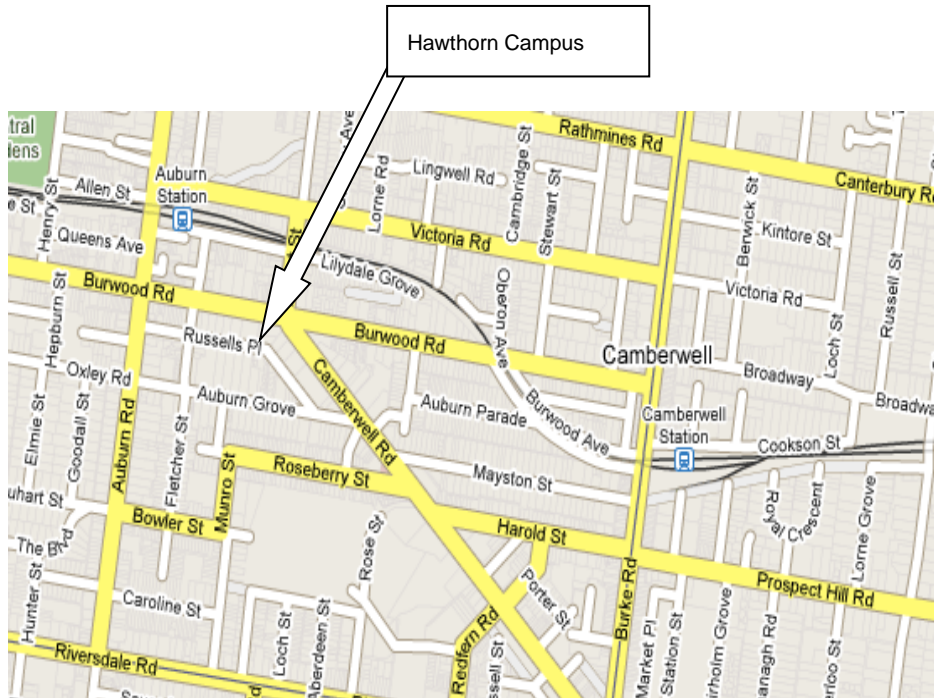 Hawthorn Campus
Rathmines Rd
Canterbury Rd
Lingwell Rd
Lorne Rd
Cambridge St
Stewart St
Berwick St
Kintore St
Auburn
Station
Allen St
Henry St
Queens Ave
Victoria Rd
Lilydale Grove
Victoria Rd
Russell St
Burwood Rd
Oberon Ave
Loch St
Hepburn St
Russells Pl
Burwood Rd
Camberwell
Broadway
Oxley Rd
Camberwell Rd
Auburn Grove
Auburn Parade
Burwood Ave
Camberwell
Station
Cookson St
Elmie St
Goodall St
Auburn Rd
Fletcher St
Munro St
Roseberry St
Mayston St
Royal Crescent
Lorne Grove
Bowler St
Rose St
Harold St
Burke Rd
Prospect Hill Rd
Porter St
Hunter St
Caroline St
Loch St
Aberdeen St
Redfern Rd
Market Pl
Station St
Riversdale Rd